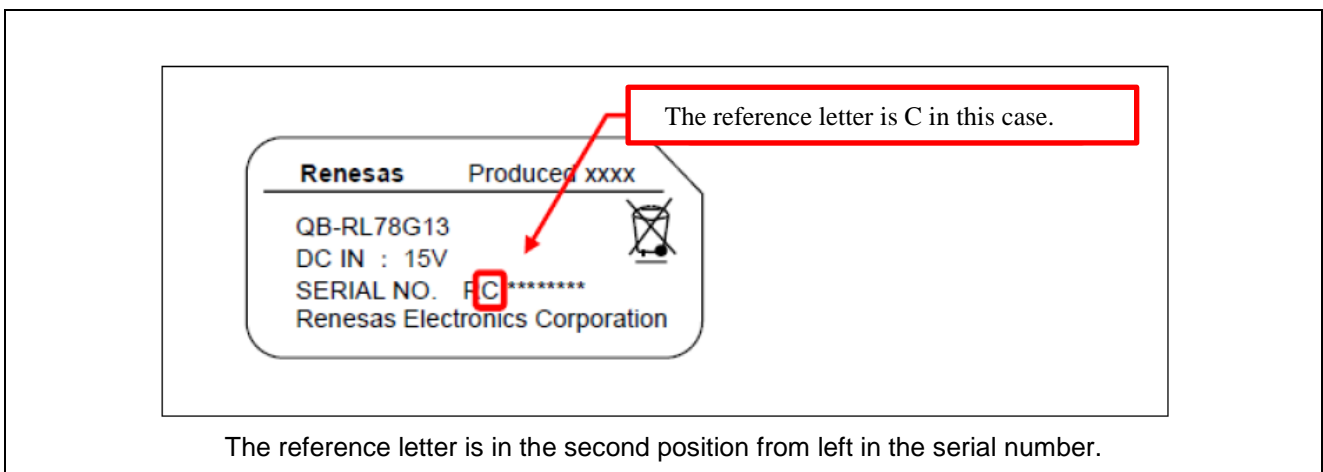 The reference letter is C in this case.
Renesas Produced xxxx
QB-RL78G13
DC IN : 15V
SERIAL NO. RC ********
Renesas Electronics Corporation
The reference letter is in the second position from left in the serial number.